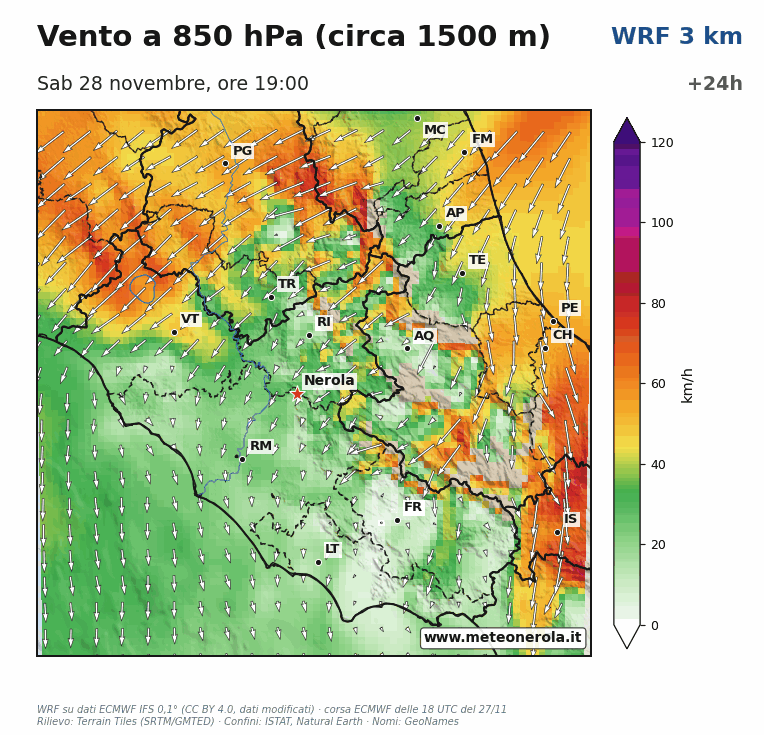 Vento a 850 hPa (circa 1500 m)
WRF 3 km
Sab 28 novembre, ore 19:00
+24h
MC
FM
PG
AP
TE
TR
PE
VT
RI
AQ
CH
Nerola
RM
FR
IS
LT
www.meteonerola.it
120
100
80
60
40
20
0
km/h
WRF su dati ECMWF IFS 0,1° (CC BY 4.0, dati modificati) · corsa ECMWF delle 18 UTC del 27/11
Rilievo: Terrain Tiles (SRTM/GMTED) · Confini: ISTAT, Natural Earth · Nomi: GeoNames